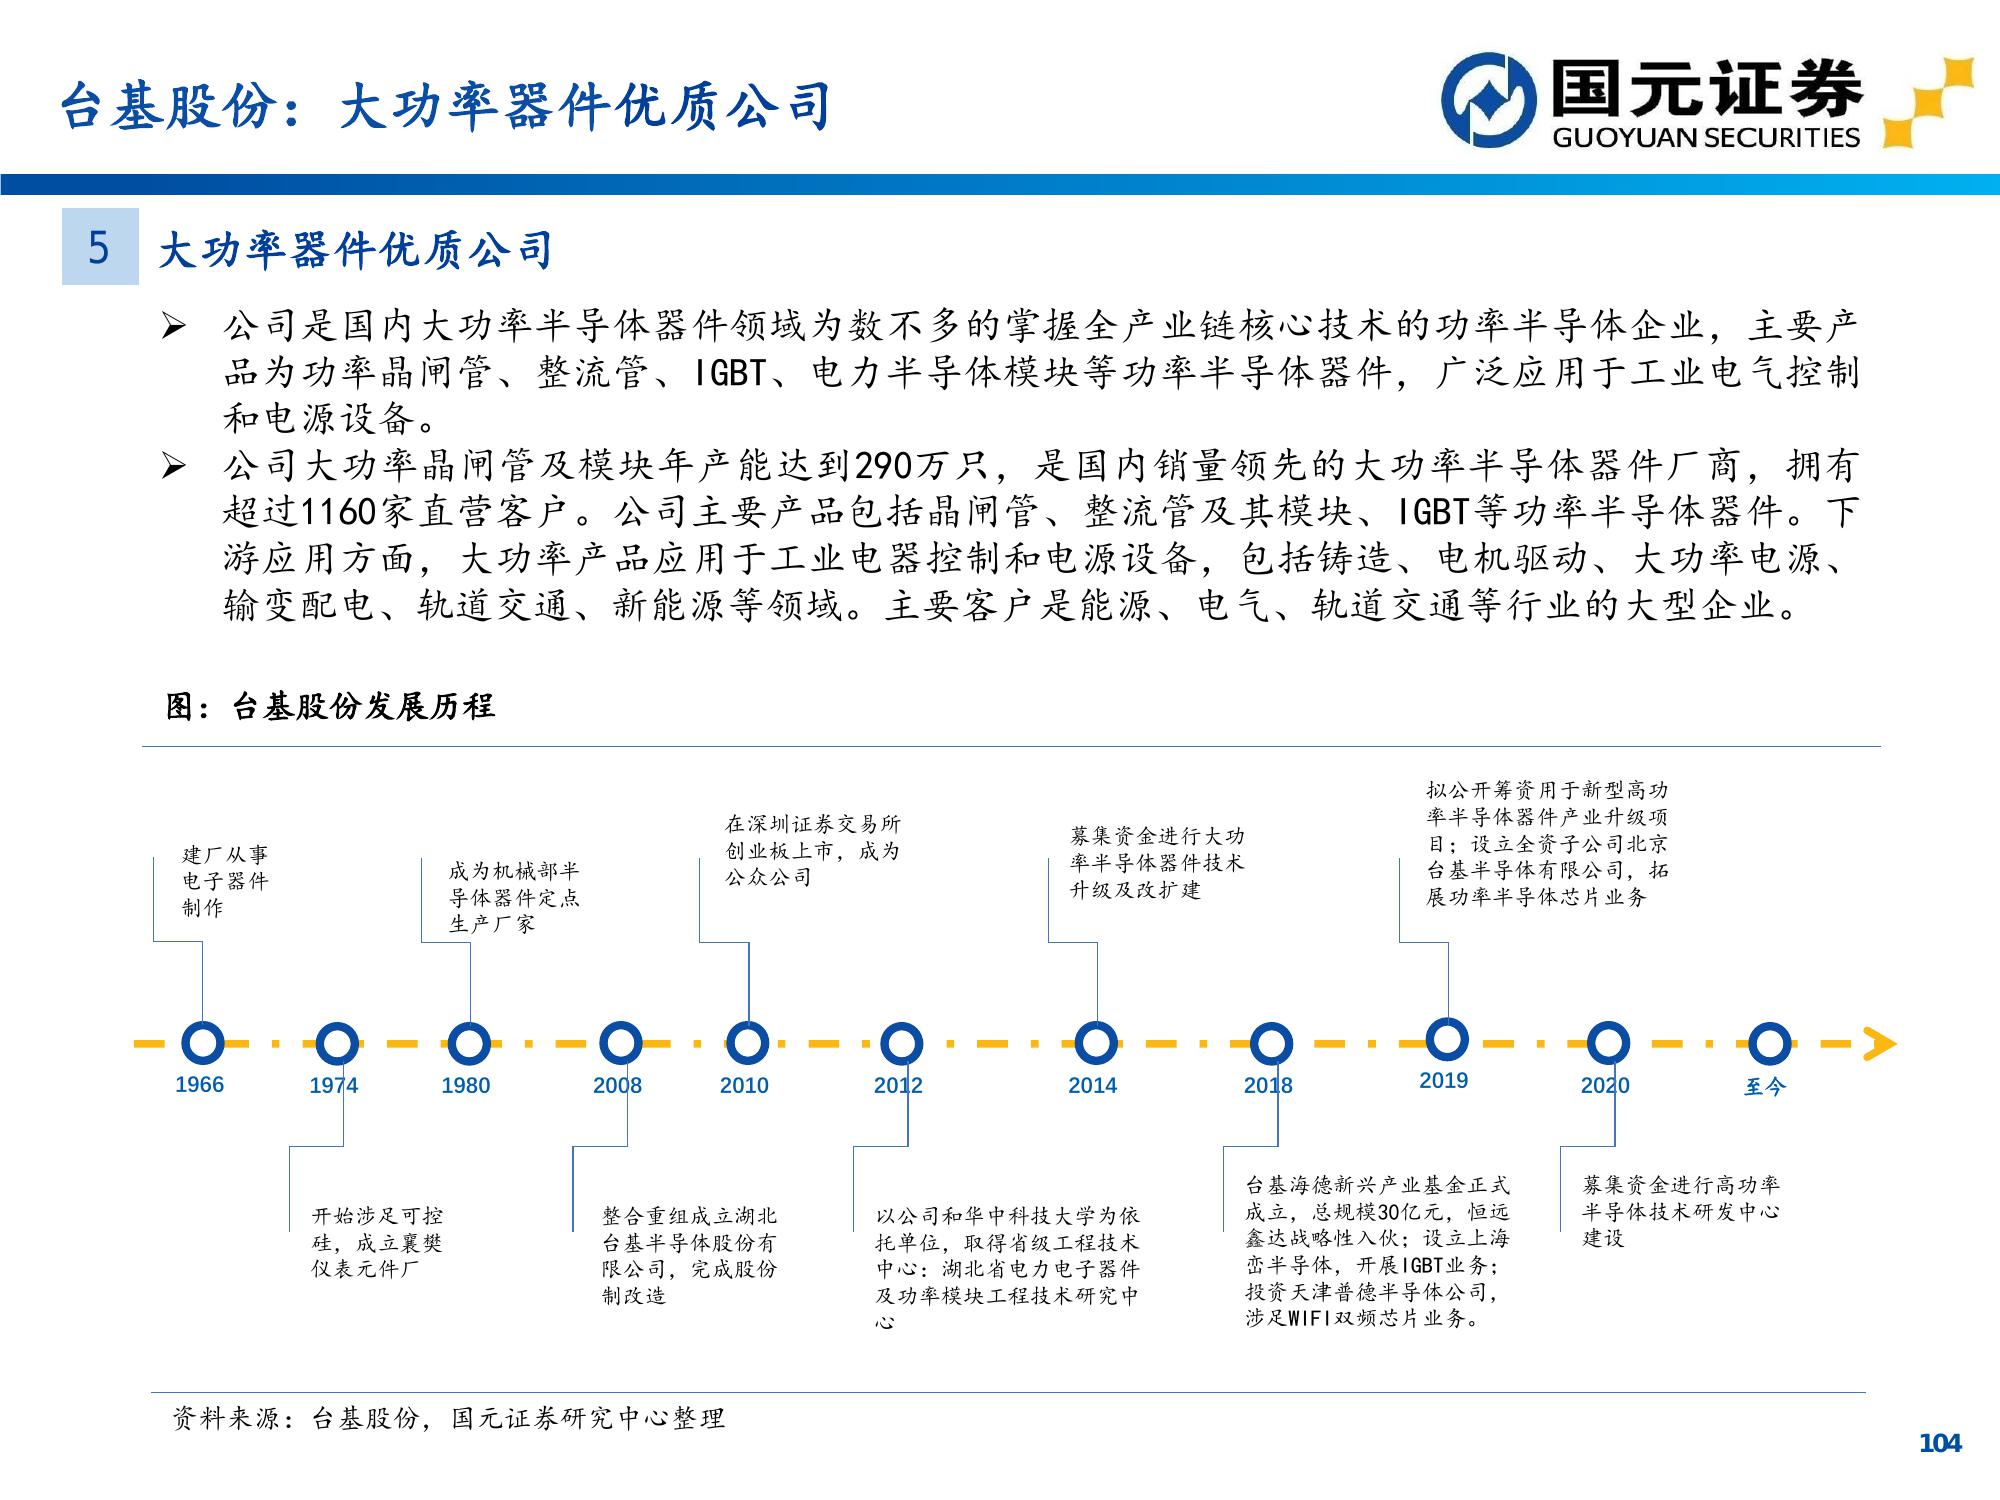 台基股份：大功率器件优质公司
国元证券
GUOYUAN SECURITIES
5
大功率器件优质公司
➢ 公司是国内大功率半导体器件领域为数不多的掌握全产业链核心技术的功率半导体企业，主要产
品为功率晶闸管、整流管、IGBT、电力半导体模块等功率半导体器件，广泛应用于工业电气控制
和电源设备。
➢ 公司大功率晶闸管及模块年产能达到290万只，是国内销量领先的大功率半导体器件厂商，拥有
超过1160家直营客户。公司主要产品包括晶闸管、整流管及其模块、IGBT等功率半导体器件。下
游应用方面，大功率产品应用于工业电器控制和电源设备，包括铸造、电机驱动、大功率电源、
输变配电、轨道交通、新能源等领域。主要客户是能源、电气、轨道交通等行业的大型企业。
图：台基股份发展历程
建厂从事
电子器件
制作
成为机械部半
导体器件定点
生产厂家
在深圳证券交易所
创业板上市，成为
公众公司
募集资金进行大功
率半导体器件技术
升级及改扩建
拟公开筹资用于新型高功
率半导体器件产业升级项
目；设立全资子公司北京
台基半导体有限公司，拓
展功率半导体芯片业务
1966
1974
1980
2008
2010
2012
2014
2018
2019
2020
至今
开始涉足可控
硅，成立襄樊
仪表元件厂
整合重组成立湖北
台基半导体股份有
限公司，完成股份
制改造
以公司和华中科技大学为依
托单位，取得省级工程技术
中心：湖北省电力电子器件
及功率模块工程技术研究中
心
台基海德新兴产业基金正式
成立，总规模30亿元，恒远
鑫达战略性入伙；设立上海
峦半导体，开展IGBT业务；
投资天津普德半导体公司，
涉足WIFI双频芯片业务。
募集资金进行高功率
半导体技术研发中心
建设
资料来源：台基股份，国元证券研究中心整理
104